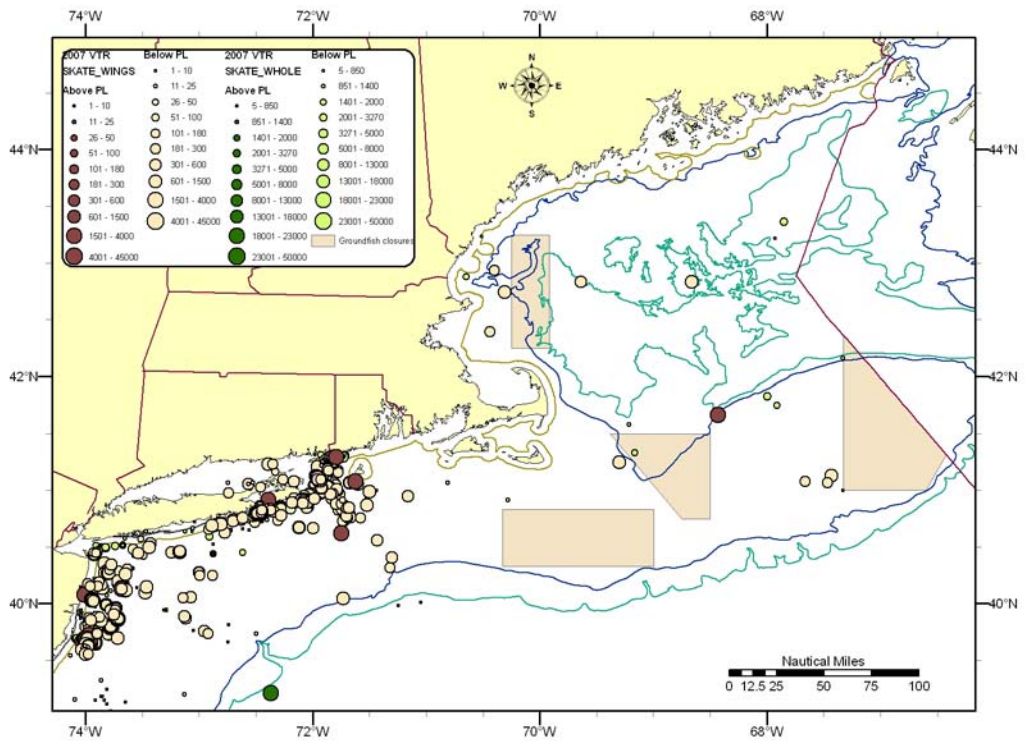 74°W 72°W 70°W 68°W
2007 VTR Below PL 2007 VTR Below PL
SKATE_WINGS 1 - 10 SKATE_WHOLE 5 - 850
Above PL 11 - 25 Above PL 851 - 1400
1 - 10 26 - 50 5 - 850 1401 - 2000
11 - 25 51 - 100 851 - 1400 2001 - 3270
26 - 50 101 - 180 1401 - 2000 3271 - 5000
51 - 100 181 - 300 2001 - 3270 5001 - 8000
101 - 180 301 - 600 3271 - 5000 8001 - 13000
181 - 300 601 - 1500 5001 - 8000 13001 - 18000
301 - 600 1501 - 4000 8001 - 13000 18001 - 23000
601 - 1500 4001 - 45000 13001 - 18000 23001 - 50000
1501 - 4000 18001 - 23000 Groundfish closures
4001 - 45000 23001 - 50000
N
W E
S
44°N 44°N
42°N 42°N
40°N 40°N
Nautical Miles
0 12.5 25 50 75 100
74°W 72°W 70°W 68°W